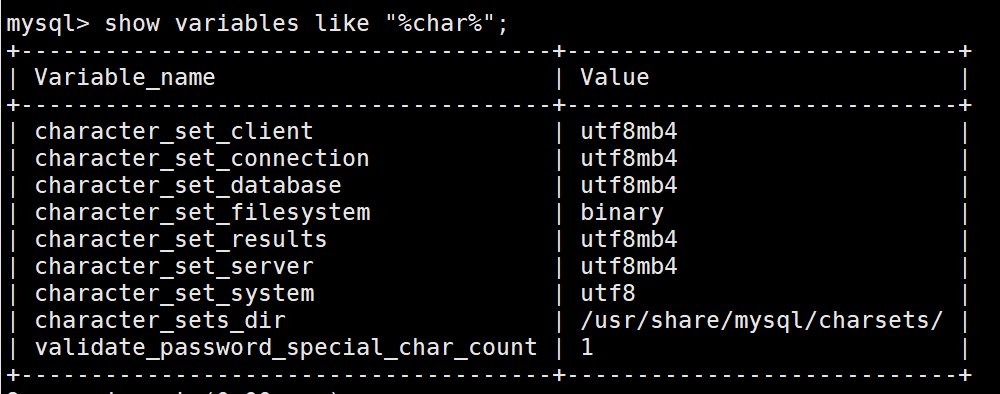 mysql> show variables like "%char%";
+--------------------------------------+----------------------------+
| Variable_name | Value |
+--------------------------------------+----------------------------+
| character_set_client | utf8mb4 |
| character_set_connection | utf8mb4 |
| character_set_database | utf8mb4 |
| character_set_filesystem | binary |
| character_set_results | utf8mb4 |
| character_set_server | utf8mb4 |
| character_set_system | utf8 |
| character_sets_dir | /usr/share/mysql/charsets/ |
| validate_password_special_char_count | 1 |
+--------------------------------------+----------------------------+